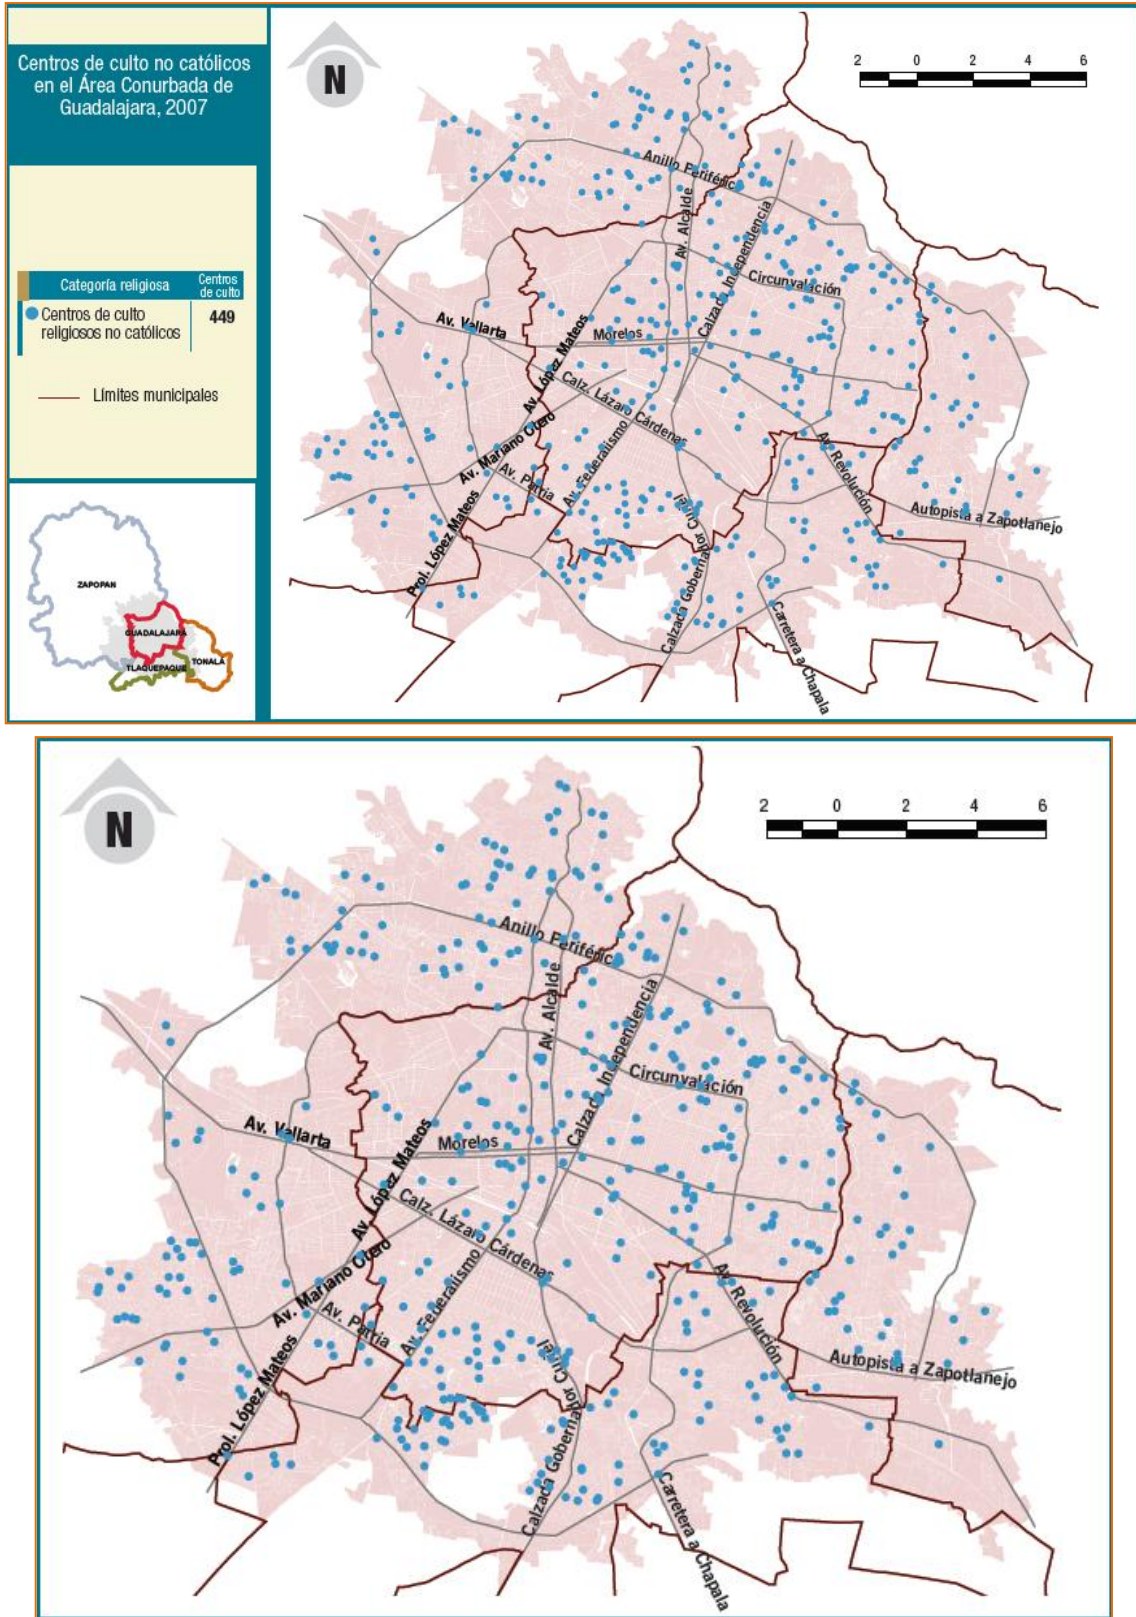 Centros de culto no católicos
en el Área Conurbada de
Guadalajara, 2007
Categoría religiosa
Centros
de culto
Centros de culto
religiosos no católicos
449
Límites municipales
ZAPOPAN
GUADALAJARA
TLAQUEPAQUE
TONALÁ
N
2 0 2 4 6
Anillo Periféric
Av. Alcalde
Calzada Independencia
Circunvalación
Av. Vallarta
Morelos
Av. López Mateos
Calz. Lázaro Cárdenas
Av. Mariano Otero
Av. Patria
Av. Federalismo
Av. Revolución
Autopista a Zapotlanejo
Prol. López Mateos
Calzada Gobernador Curiel
Carretera a Chapala
N
2 0 2 4 6
Anillo Periféric
Av. Alcalde
Calzada Independencia
Circunvalación
Av. Vallarta
Morelos
Av. López Mateos
Calz. Lázaro Cárdenas
Av. Mariano Otero
Av. Patria
Av. Federalismo
Av. Revolución
Autopista a Zapotlanejo
Prol. López Mateos
Calzada Gobernador Curiel
Carretera a Chapala